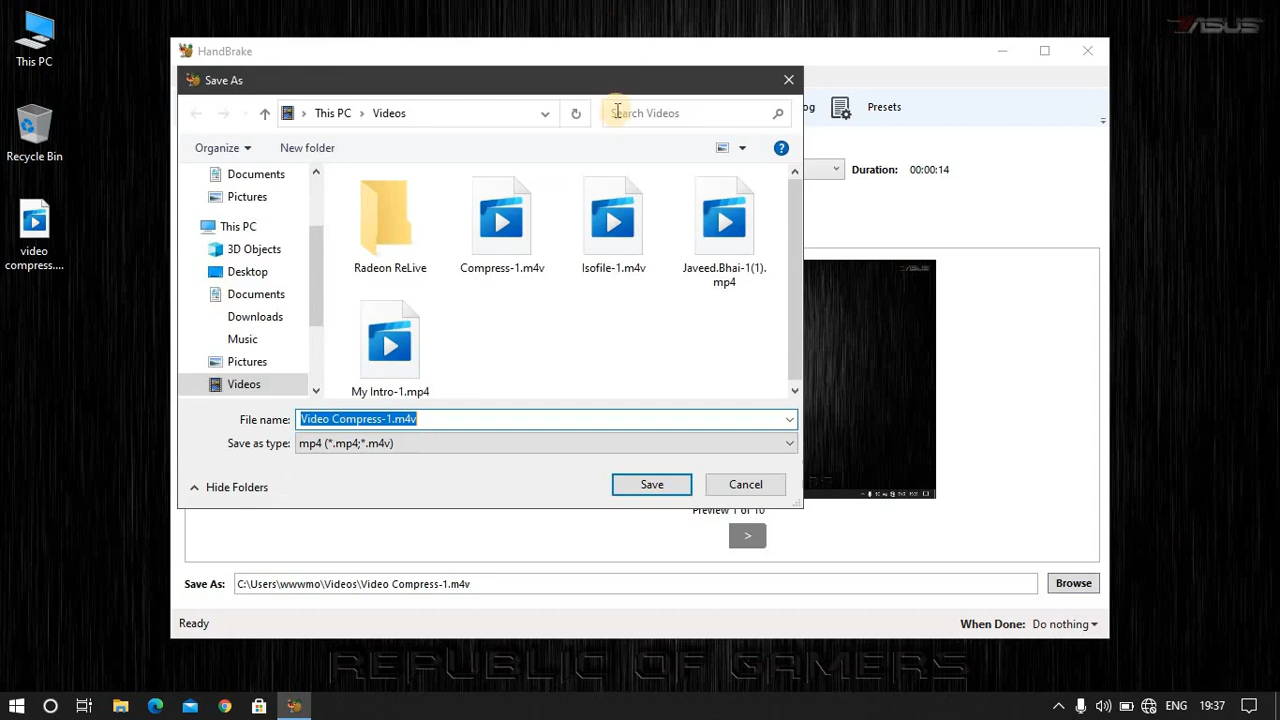 This PC
Recycle Bin
video
compress....
ASUS
HandBrake
Save As
This PC
Videos
Search Videos
og
Presets
Organize
New folder
Duration:
00:00:14
Documents
Pictures
This PC
3D Objects
Desktop
Documents
Downloads
Music
Pictures
Videos
Radeon ReLive
Compress-1.m4v
Isofile-1.m4v
Javeed.Bhai-1(1).
mp4
My Intro-1.mp4
ASUS
File name:
Video Compress-1.m4v
Save as type:
mp4 (*.mp4;*.m4v)
Hide Folders
Save
Cancel
Preview 1 of 10
>
Save As:
C:\Users\wwwmo\Videos\Video Compress-1.m4v
Browse
Ready
When Done:
Do nothing
REPUBLIC OF GAMERS
ENG
19:37